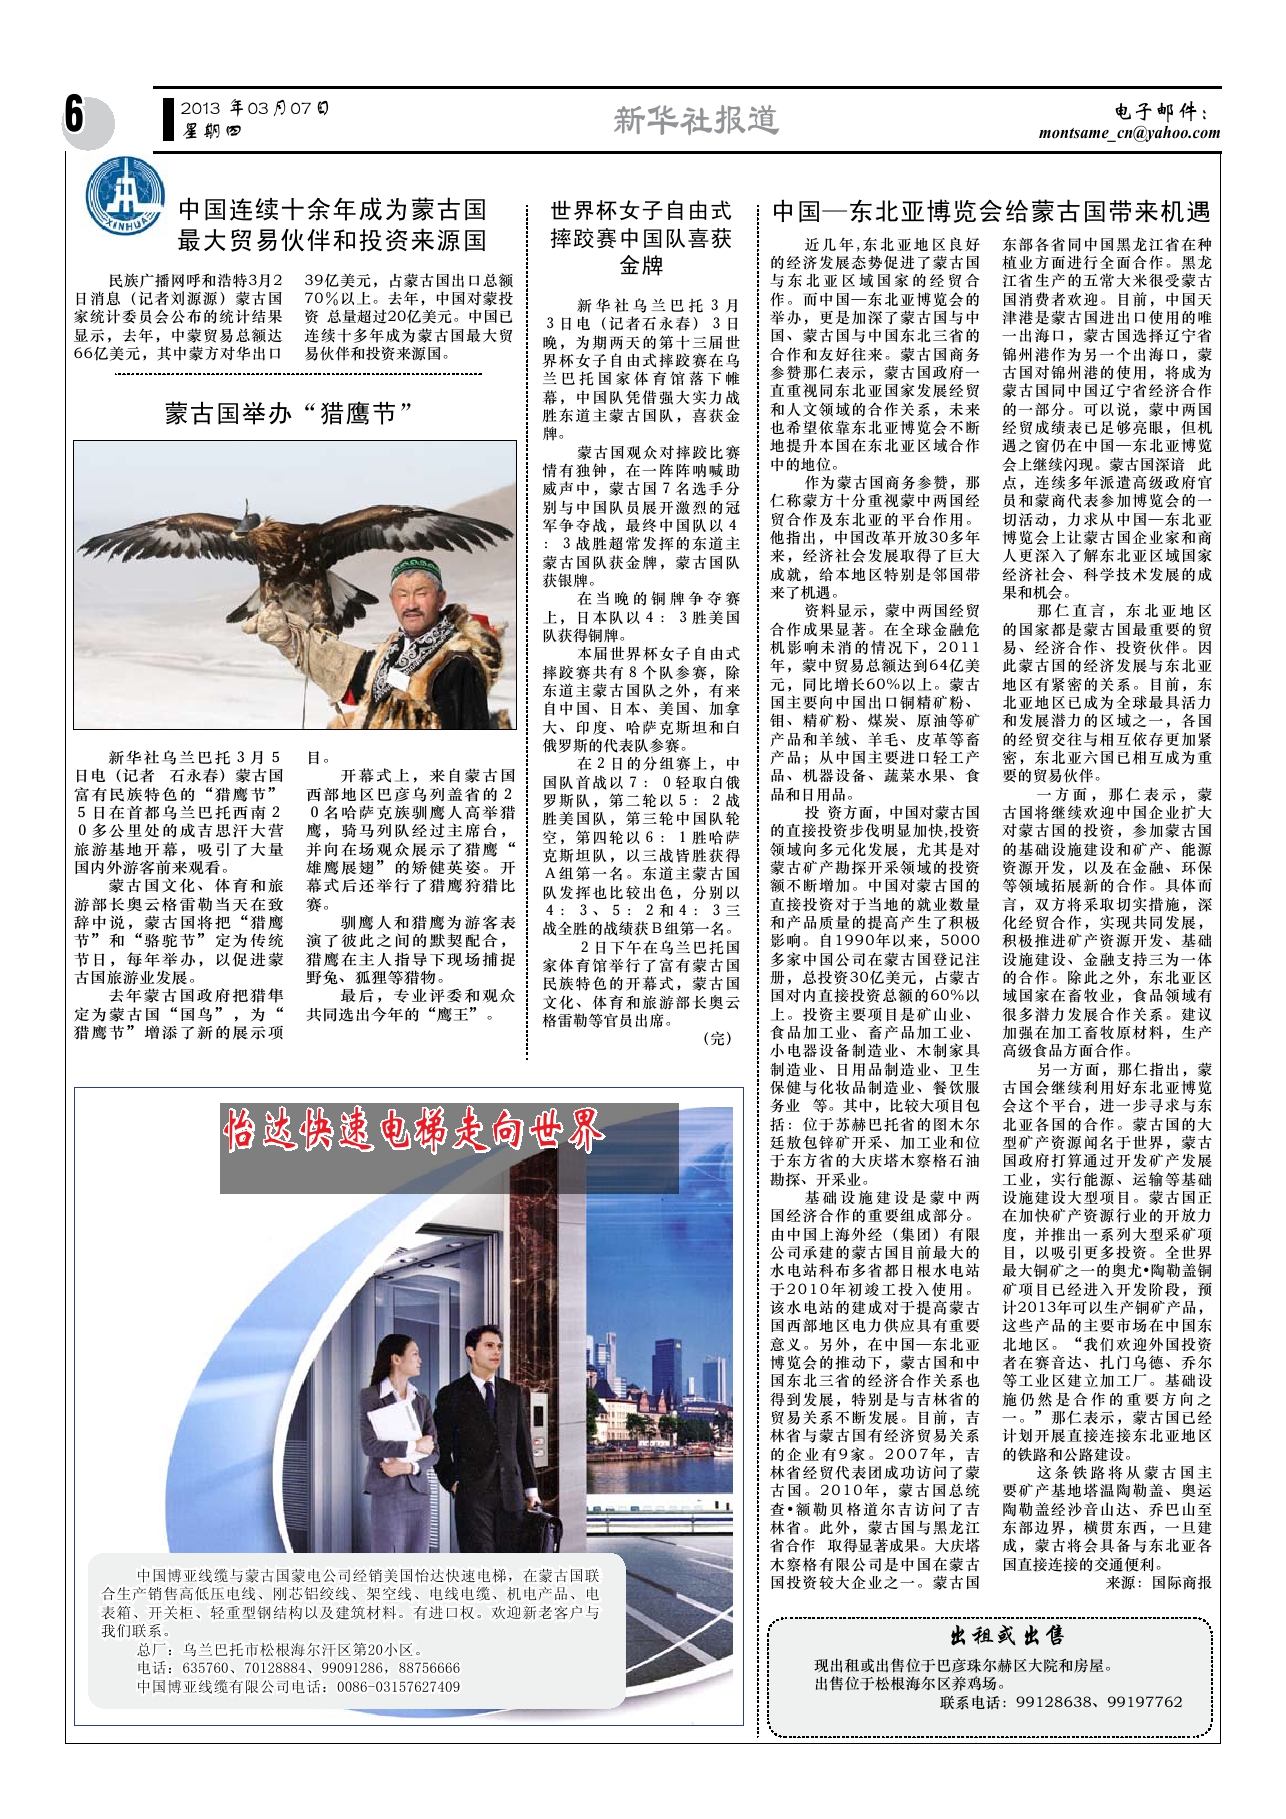 6
2013 年03月07日
星期四
新华社报道
电子邮件：
montsame_cn@yahoo.com
XINHUA
中国连续十余年成为蒙古国
最大贸易伙伴和投资来源国
民族广播网呼和浩特3月2
日消息（记者刘源源）蒙古国
家统计委员会公布的统计结果
显示，去年，中蒙贸易总额达
66亿美元，其中蒙方对华出口
39亿美元，占蒙古国出口总额
70%以上。去年，中国对蒙投
资 总量超过20亿美元。中国已
连续十多年成为蒙古国最大贸
易伙伴和投资来源国。
蒙古国举办“猎鹰节”
新华社乌兰巴托３月５
日电（记者　石永春）蒙古国
富有民族特色的“猎鹰节”
５日在首都乌兰巴托西南２
０多公里处的成吉思汗大营
旅游基地开幕，吸引了大量
国内外游客前来观看。
蒙古国文化、体育和旅
游部长奥云格雷勒当天在致
辞中说，蒙古国将把“猎鹰
节”和“骆驼节”定为传统
节日，每年举办，以促进蒙
古国旅游业发展。
去年蒙古国政府把猎隼
定为蒙古国“国鸟”，为“
猎鹰节”增添了新的展示项
目。
开幕式上，来自蒙古国
西部地区巴彦乌列盖省的２
０名哈萨克族驯鹰人高举猎
鹰，骑马列队经过主席台，
并向在场观众展示了猎鹰“
雄鹰展翅”的矫健英姿。开
幕式后还举行了猎鹰狩猎比
赛。
驯鹰人和猎鹰为游客表
演了彼此之间的默契配合，
猎鹰在主人指导下现场捕捉
野兔、狐狸等猎物。
最后，专业评委和观众
共同选出今年的“鹰王”。
世界杯女子自由式
摔跤赛中国队喜获
金牌
新华社乌兰巴托３月
３日电（记者石永春）３日
晚，为期两天的第十三届世
界杯女子自由式摔跤赛在乌
兰巴托国家体育馆落下帷
幕，中国队凭借强大实力战
胜东道主蒙古国队，喜获金
牌。
蒙古国观众对摔跤比赛
情有独钟，在一阵阵呐喊助
威声中，蒙古国７名选手分
别与中国队员展开激烈的冠
军争夺战，最终中国队以４
：３战胜超常发挥的东道主
蒙古国队获金牌，蒙古国队
获银牌。
在当晚的铜牌争夺赛
上，日本队以４：３胜美国
队获得铜牌。
本届世界杯女子自由式
摔跤赛共有８个队参赛，除
东道主蒙古国队之外，有来
自中国、日本、美国、加拿
大、印度、哈萨克斯坦和白
俄罗斯的代表队参赛。
在２日的分组赛上，中
国队首战以７：０轻取白俄
罗斯队，第二轮以５：２战
胜美国队，第三轮中国队轮
空，第四轮以６：１胜哈萨
克斯坦队，以三战皆胜获得
Ａ组第一名。东道主蒙古国
队发挥也比较出色，分别以
４：３、５：２和４：３三
战全胜的战绩获Ｂ组第一名。
２日下午在乌兰巴托国
家体育馆举行了富有蒙古国
民族特色的开幕式，蒙古国
文化、体育和旅游部长奥云
格雷勒等官员出席。
（完）
中国—东北亚博览会给蒙古国带来机遇
近几年,东北亚地区良好
的经济发展态势促进了蒙古国
与东北亚区域国家的经贸合
作。而中国—东北亚博览会的
举办，更是加深了蒙古国与中
国、蒙古国与中国东北三省的
合作和友好往来。蒙古国商务
参赞那仁表示，蒙古国政府一
直重视同东北亚国家发展经贸
和人文领域的合作关系，未来
也希望依靠东北亚博览会不断
地提升本国在东北亚区域合作
中的地位。
作为蒙古国商务参赞，那
仁称蒙方十分重视蒙中两国经
贸合作及东北亚的平台作用。
他指出，中国改革开放30多年
来，经济社会发展取得了巨大
成就，给本地区特别是邻国带
来了机遇。
资料显示，蒙中两国经贸
合作成果显著。在全球金融危
机影响未消的情况下，2011
年，蒙中贸易总额达到64亿美
元，同比增长60%以上。蒙古
国主要向中国出口铜精矿粉、
钼、精矿粉、煤炭、原油等矿
产品和羊绒、羊毛、皮革等畜
产品；从中国主要进口轻工产
品、机器设备、蔬菜水果、食
品和日用品。
投 资方面，中国对蒙古国
的直接投资步伐明显加快,投资
领域向多元化发展，尤其是对
蒙古矿产勘探开采领域的投资
额不断增加。中国对蒙古国的
直接投资对于当地的就业数量
和产品质量的提高产生了积极
影响。自1990年以来，5000
多家中国公司在蒙古国登记注
册，总投资30亿美元，占蒙古
国对内直接投资总额的60%以
上。投资主要项目是矿山业、
食品加工业、畜产品加工业、
小电器设备制造业、木制家具
制造业、日用品制造业、卫生
保健与化妆品制造业、餐饮服
务业　等。其中，比较大项目包
括：位于苏赫巴托省的图木尔
廷敖包锌矿开采、加工业和位
于东方省的大庆塔木察格石油
勘探、开采业。
基础设施建设是蒙中两
国经济合作的重要组成部分。
由中国上海外经（集团）有限
公司承建的蒙古国目前最大的
水电站科布多省都日根水电站
于2010年初竣工投入使用。
该水电站的建成对于提高蒙古
国西部地区电力供应具有重要
意义。另外，在中国—东北亚
博览会的推动下，蒙古国和中
国东北三省的经济合作关系也
得到发展，特别是与吉林省的
贸易关系不断发展。目前，吉
林省与蒙古国有经济贸易关系
的企业有9家。2007年，吉
林省经贸代表团成功访问了蒙
古国。2010年，蒙古国总统
查•额勒贝格道尔吉访问了吉
林省。此外，蒙古国与黑龙江
省合作　取得显著成果。大庆塔
木察格有限公司是中国在蒙古
国投资较大企业之一。蒙古国
东部各省同中国黑龙江省在种
植业方面进行全面合作。黑龙
江省生产的五常大米很受蒙古
国消费者欢迎。目前，中国天
津港是蒙古国进出口使用的唯
一出海口，蒙古国选择辽宁省
锦州港作为另一个出海口，蒙
古国对锦州港的使用，将成为
蒙古国同中国辽宁省经济合作
的一部分。可以说，蒙中两国
经贸成绩表已足够亮眼，但机
遇之窗仍在中国—东北亚博览
会上继续闪现。蒙古国深谙　此
点，连续多年派遣高级政府官
员和蒙商代表参加博览会的一
切活动，力求从中国—东北亚
博览会上让蒙古国企业家和商
人更深入了解东北亚区域国家
经济社会、科学技术发展的成
果和机会。
那仁直言，东北亚地区
的国家都是蒙古国最重要的贸
易、经济合作、投资伙伴。因
此蒙古国的经济发展与东北亚
地区有紧密的关系。目前，东
北亚地区已成为全球最具活力
和发展潜力的区域之一，各国
的经贸交往与相互依存更加紧
密，东北亚六国已相互成为重
要的贸易伙伴。
一方面，那仁表示，蒙
古国将继续欢迎中国企业扩大
对蒙古国的投资，参加蒙古国
的基础设施建设和矿产、能源
资源开发，以及在金融、环保
等领域拓展新的合作。具体而
言，双方将采取切实措施，深
化经贸合作，实现共同发展，
积极推进矿产资源开发、基础
设施建设、金融支持三为一体
的合作。除此之外，东北亚区
域国家在畜牧业，食品领域有
很多潜力发展合作关系。建议
加强在加工畜牧原材料，生产
高级食品方面合作。
另一方面，那仁指出，蒙
古国会继续利用好东北亚博览
会这个平台，进一步寻求与东
北亚各国的合作。蒙古国的大
型矿产资源闻名于世界，蒙古
国政府打算通过开发矿产发展
工业，实行能源、运输等基础
设施建设大型项目。蒙古国正
在加快矿产资源行业的开放力
度，并推出一系列大型采矿项
目，以吸引更多投资。全世界
最大铜矿之一的奥尤•陶勒盖铜
矿项目已经进入开发阶段，预
计2013年可以生产铜矿产品，
这些产品的主要市场在中国东
北地区。“我们欢迎外国投资
者在赛音达、扎门乌德、乔尔
等工业区建立加工厂。基础设
施仍然是合作的重要方向之
一。”那仁表示，蒙古国已经
计划开展直接连接东北亚地区
的铁路和公路建设。
这条铁路将从蒙古国主
要矿产基地塔温陶勒盖、奥运
陶勒盖经沙音山达、乔巴山至
东部边界，横贯东西，一旦建
成，蒙古将会具备与东北亚各
国直接连接的交通便利。
来源：国际商报
怡达快速电梯走向世界
中国博亚线缆与蒙古国蒙电公司经销美国怡达快速电梯，在蒙古国联
合生产销售高低压电线、刚芯铝绞线、架空线、电线电缆、机电产品、电
表箱、开关柜、轻重型钢结构以及建筑材料。有进口权。欢迎新老客户与
我们联系。
总厂：乌兰巴托市松根海尔汗区第20小区。
电话：635760、70128884、99091286，88756666
中国博亚线缆有限公司电话：0086-03157627409
出租或出售
现出租或出售位于巴彦珠尔赫区大院和房屋。
出售位于松根海尔区养鸡场。
联系电话：99128638、99197762